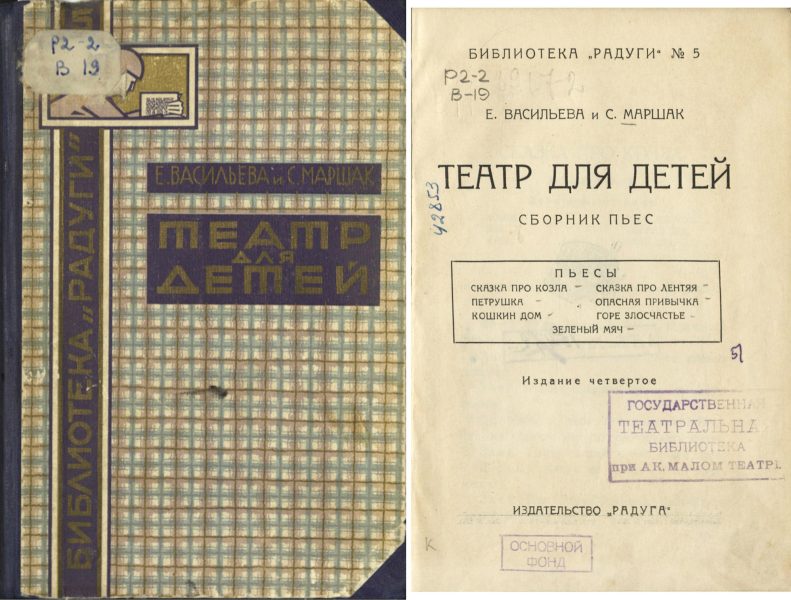 Р2-2
В 19
Е. ВАСИЛЬЕВА и С. МАРШАК
ТЕАТР
ДЛЯ
ДЕТЕЙ
БИБЛИОТЕКА „РАДУГИ“ 5
БИБЛИОТЕКА „РАДУГИ“ № 5
Р2-2
В-19
Е. ВАСИЛЬЕВА и С. МАРШАК
42853
ТЕАТР ДЛЯ ДЕТЕЙ
СБОРНИК ПЬЕС
ПЬЕСЫ
СКАЗКА ПРО КОЗЛА – СКАЗКА ПРО ЛЕНТЯЯ –
ПЕТРУШКА – ОПАСНАЯ ПРИВЫЧКА –
КОШКИН ДОМ – ГОРЕ ЗЛОСЧАСТЬЕ –
ЗЕЛЕНЫЙ МЯЧ –
51
Издание четвертое
ГОСУДАРСТВЕННАЯ
ТЕАТРАЛЬНАЯ
БИБЛИОТЕКА
при АК. МАЛОМ ТЕАТРЕ
ИЗДАТЕЛЬСТВО „РАДУГА“
К
ОСНОВНОЙ
ФОНД